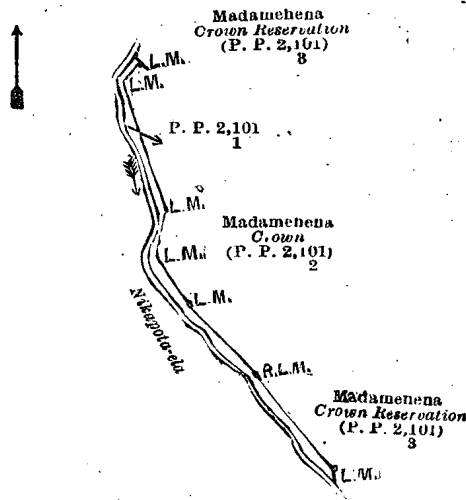 Madamehena
Crown Reservation
(P. P. 2,101)
3
L.M.
L.M.
P. P. 2,101
1
L.M.
Madamehena
Crown
(P. P. 2,101)
2
L.M.
L.M.
Nikapota-ela
R.L.M.
Madamehena
Crown Reservation
(P. P. 2,101)
3
L.M.